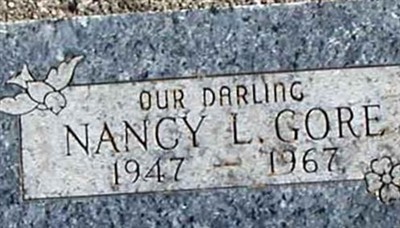 OUR DARLING
NANCY L. GORE
1947 – 1967